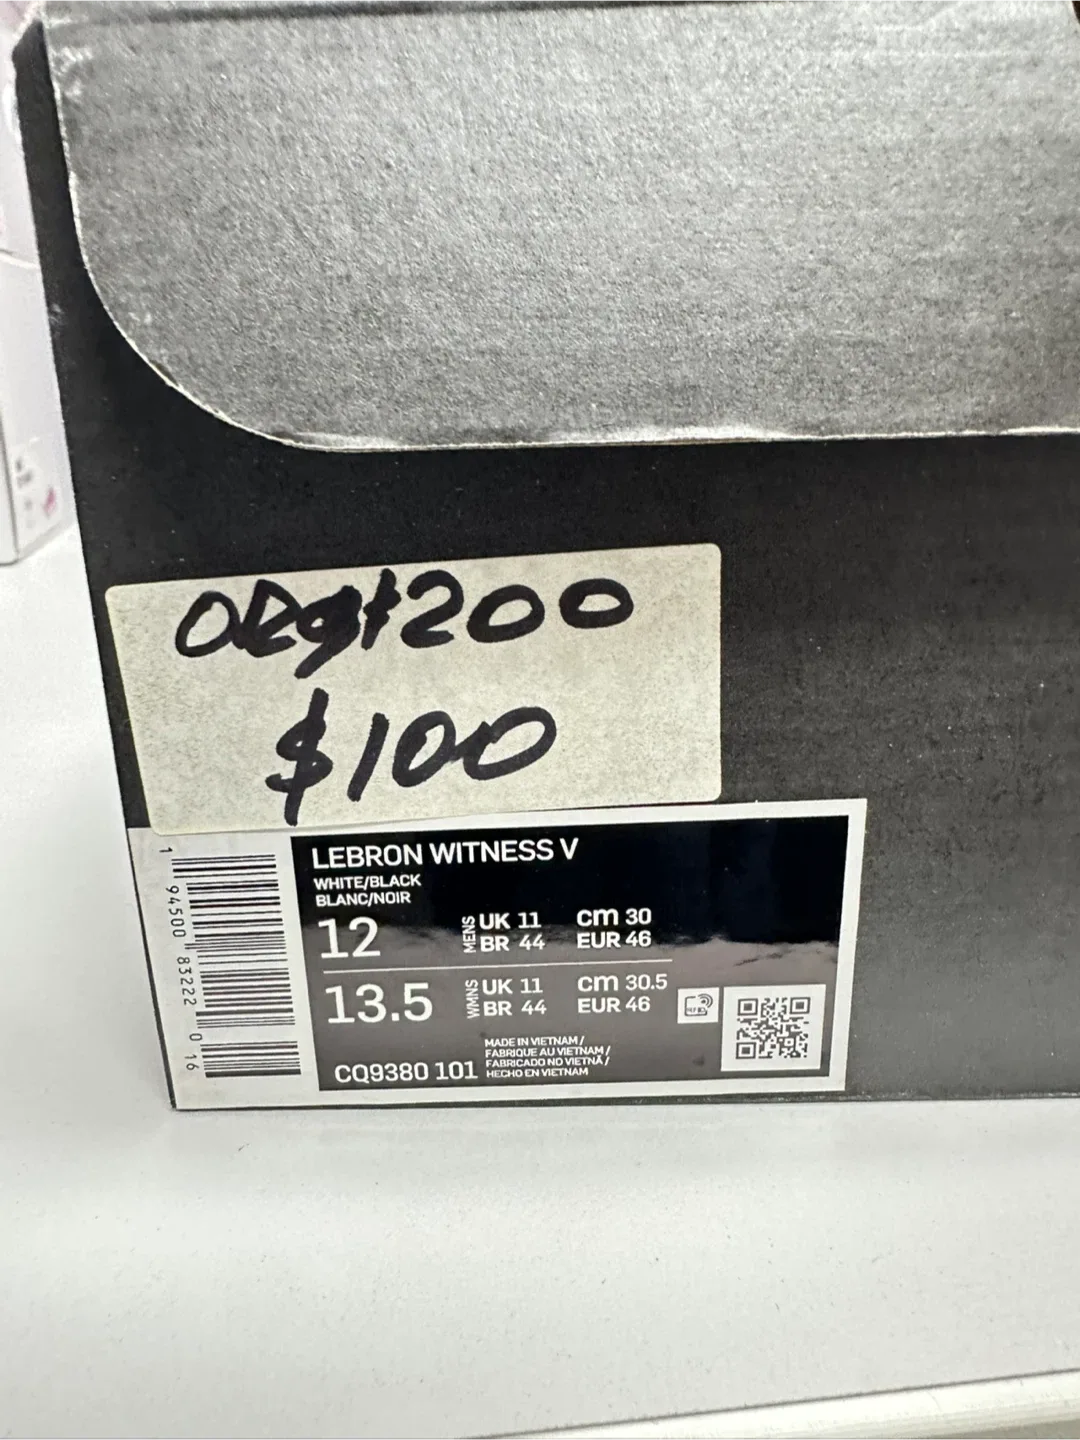 ORg $200
$100
LEBRON WITNESS V
WHITE/BLACK
BLANC/NOIR
12 MENS UK 11 cm 30
BR 44 EUR 46
13.5 WMNS UK 11 cm 30.5
BR 44 EUR 46
MADE IN VIETNAM /
FABRIQUE AU VIETNAM /
FABRICADO NO VIETNÃ /
HECHO EN VIETNAM
CQ9380 101
1 94500 83222 0 16